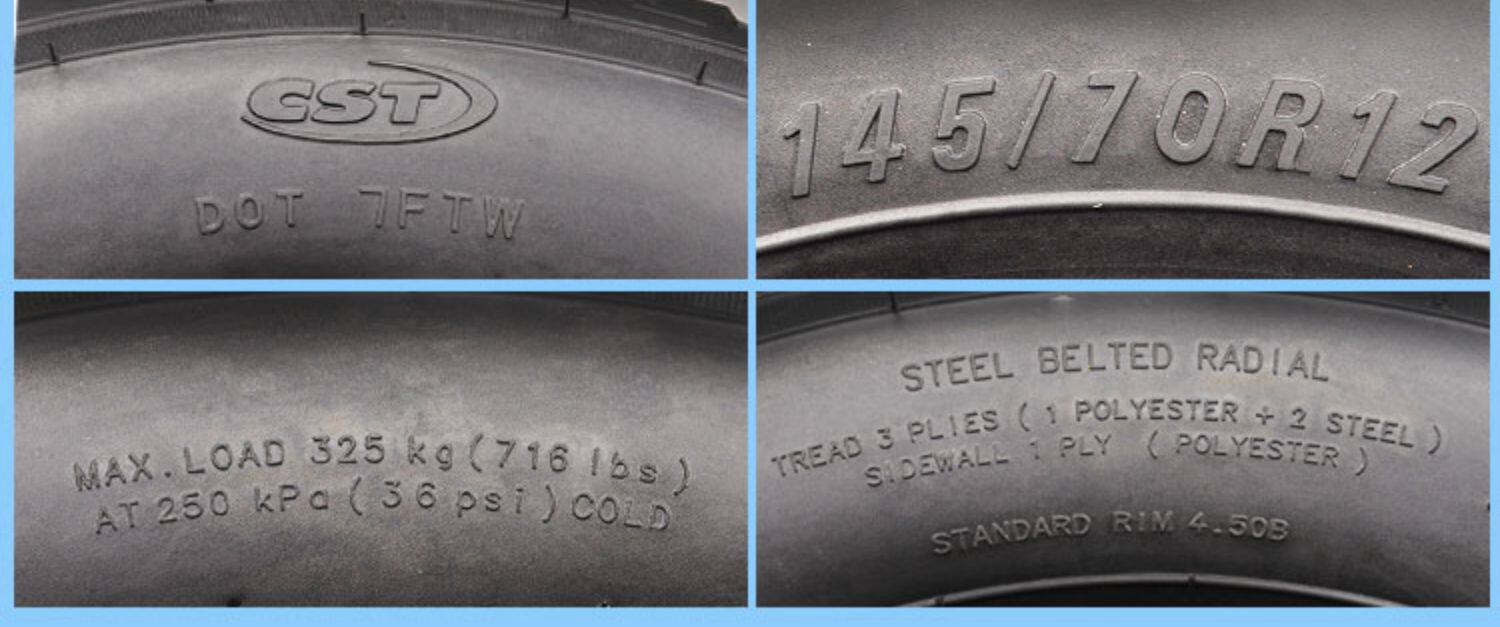 CST
DOT 7FTW
145/70R12
MAX.LOAD 325 kg(716 lbs)
AT 250 kPa (36 psi) COLD
STEEL BELTED RADIAL
TREAD 3 PLIES (1 POLYESTER + 2 STEEL)
SIDEWALL 1 PLY (POLYESTER)
STANDARD RIM 4.50B